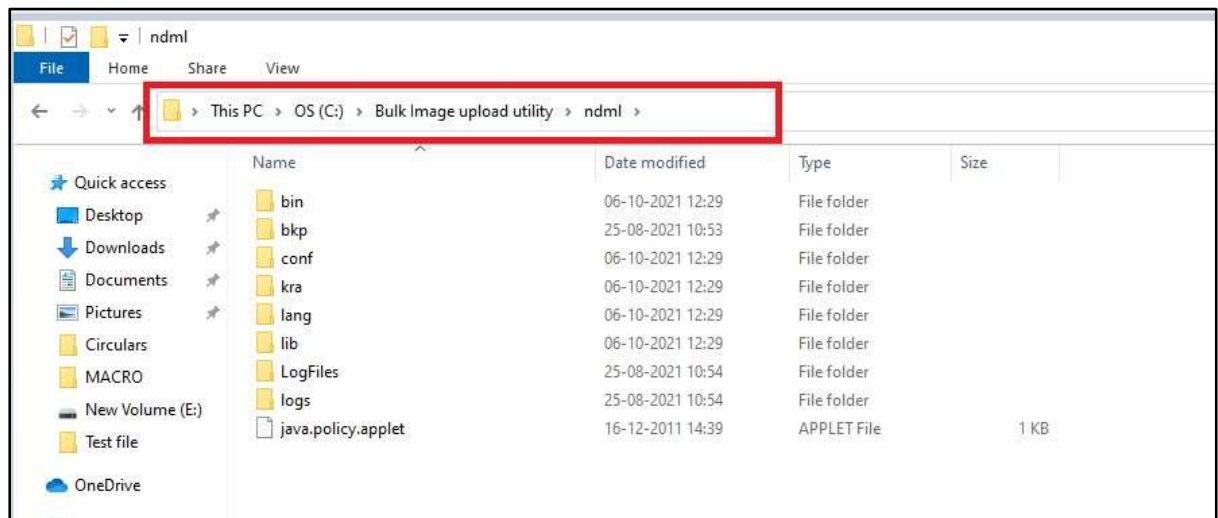 ndml
File Home Share View
This PC > OS (C:) > Bulk Image upload utility > ndml >
Name Date modified Type Size
Quick access
Desktop
Downloads
Documents
Pictures
Circulars
MACRO
New Volume (E:)
Test file
OneDrive
bin 06-10-2021 12:29 File folder
bkp 25-08-2021 10:53 File folder
conf 06-10-2021 12:29 File folder
kra 06-10-2021 12:29 File folder
lang 06-10-2021 12:29 File folder
lib 06-10-2021 12:29 File folder
LogFiles 25-08-2021 10:54 File folder
logs 25-08-2021 10:54 File folder
java.policy.applet 16-12-2011 14:39 APPLET File 1 KB